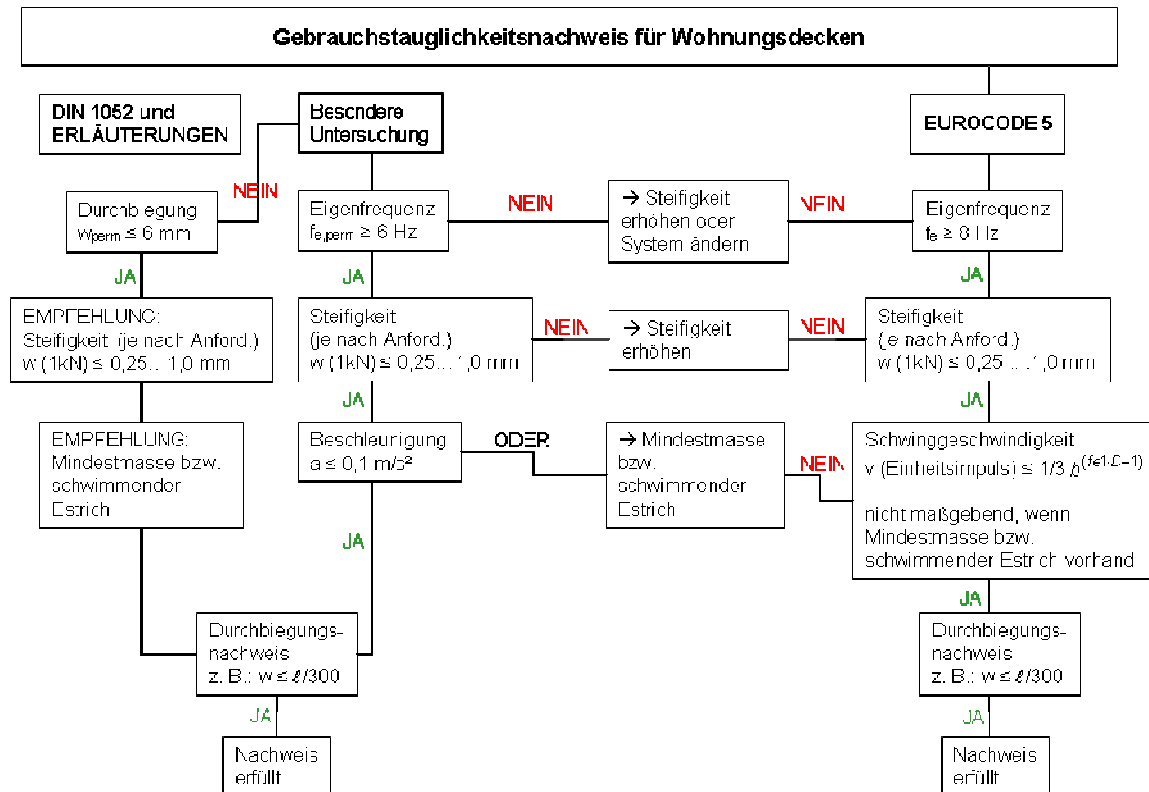 Gebrauchstauglichkeitsnachweis für Wohnungsdecken
DIN 1052 und
ERLÄUTERUNGEN
Besondere
Untersuchung
EUROCODE 5
Durchbiegung
wperm ≤ 6 mm
NEIN
Eigenfrequenz
fe,perm ≥ 6 Hz
NEIN
→ Steifigkeit
erhöhen oder
System ändern
NEIN
Eigenfrequenz
fe ≥ 8 Hz
JA
JA
JA
EMPFEHLUNG:
Steifigkeit (je nach Anford.)
w (1kN) ≤ 0,25...1,0 mm
Steifigkeit
(je nach Anford.)
w (1kN) ≤ 0,25...1,0 mm
NEIN
→ Steifigkeit
erhöhen
NEIN
Steifigkeit
(je nach Anford.)
w (1kN) ≤ 0,25 ...1,0 mm
JA
JA
EMPFEHLUNG:
Mindestmasse bzw.
schwimmender
Estrich
Beschleunigung
a ≤ 0,1 m/s²
ODER:
→ Mindestmasse
bzw.
schwimmender
Estrich
NEIN
Schwinggeschwindigkeit
v (Einheitsimpuls) ≤ 1/3
nicht maßgebend, wenn
Mindestmasse bzw.
schwimmender Estrich vorhand
JA
JA
Durchbiegungs-
nachweis
z. B.: w ≤ ℓ/300
Durchbiegungs-
nachweis
z. B.: w ≤ ℓ/300
JA
JA
Nachweis
erfüllt
Nachweis
erfüllt